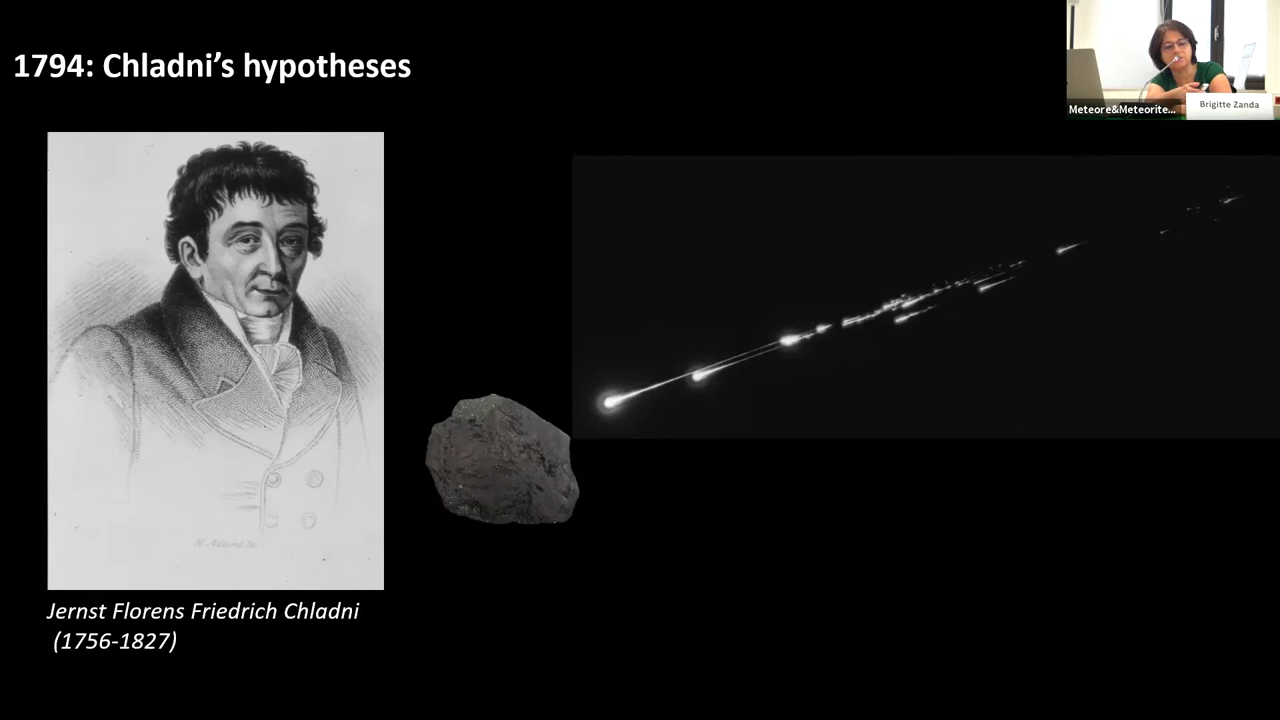 1794: Chladni’s hypotheses
Meteore&Meteorite...
Brigitte Zanda
Jernst Florens Friedrich Chladni
(1756-1827)